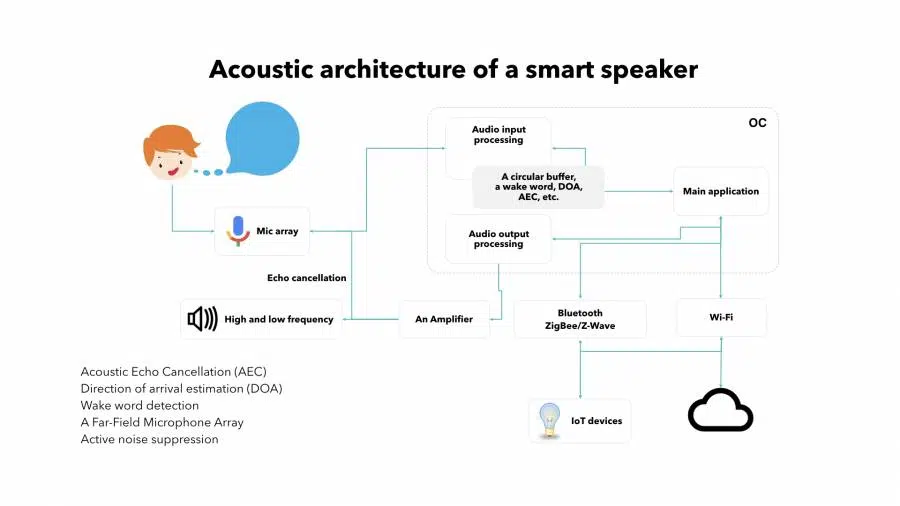 Acoustic architecture of a smart speaker
OC
Audio input
processing
A circular buffer,
a wake word, DOA,
AEC, etc.
Main application
Mic array
Audio output
processing
Echo cancellation
High and low frequency
An Amplifier
Bluetooth
ZigBee/Z-Wave
Wi-Fi
Acoustic Echo Cancellation (AEC)
Direction of arrival estimation (DOA)
Wake word detection
A Far-Field Microphone Array
Active noise suppression
IoT devices